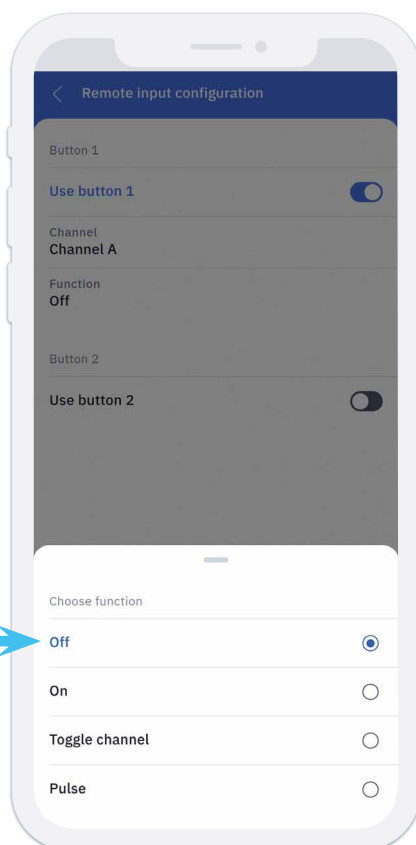 Remote input configuration
Button 1
Use button 1
Channel
Channel A
Function
Off
Button 2
Use button 2
Choose function
Off
On
Toggle channel
Pulse